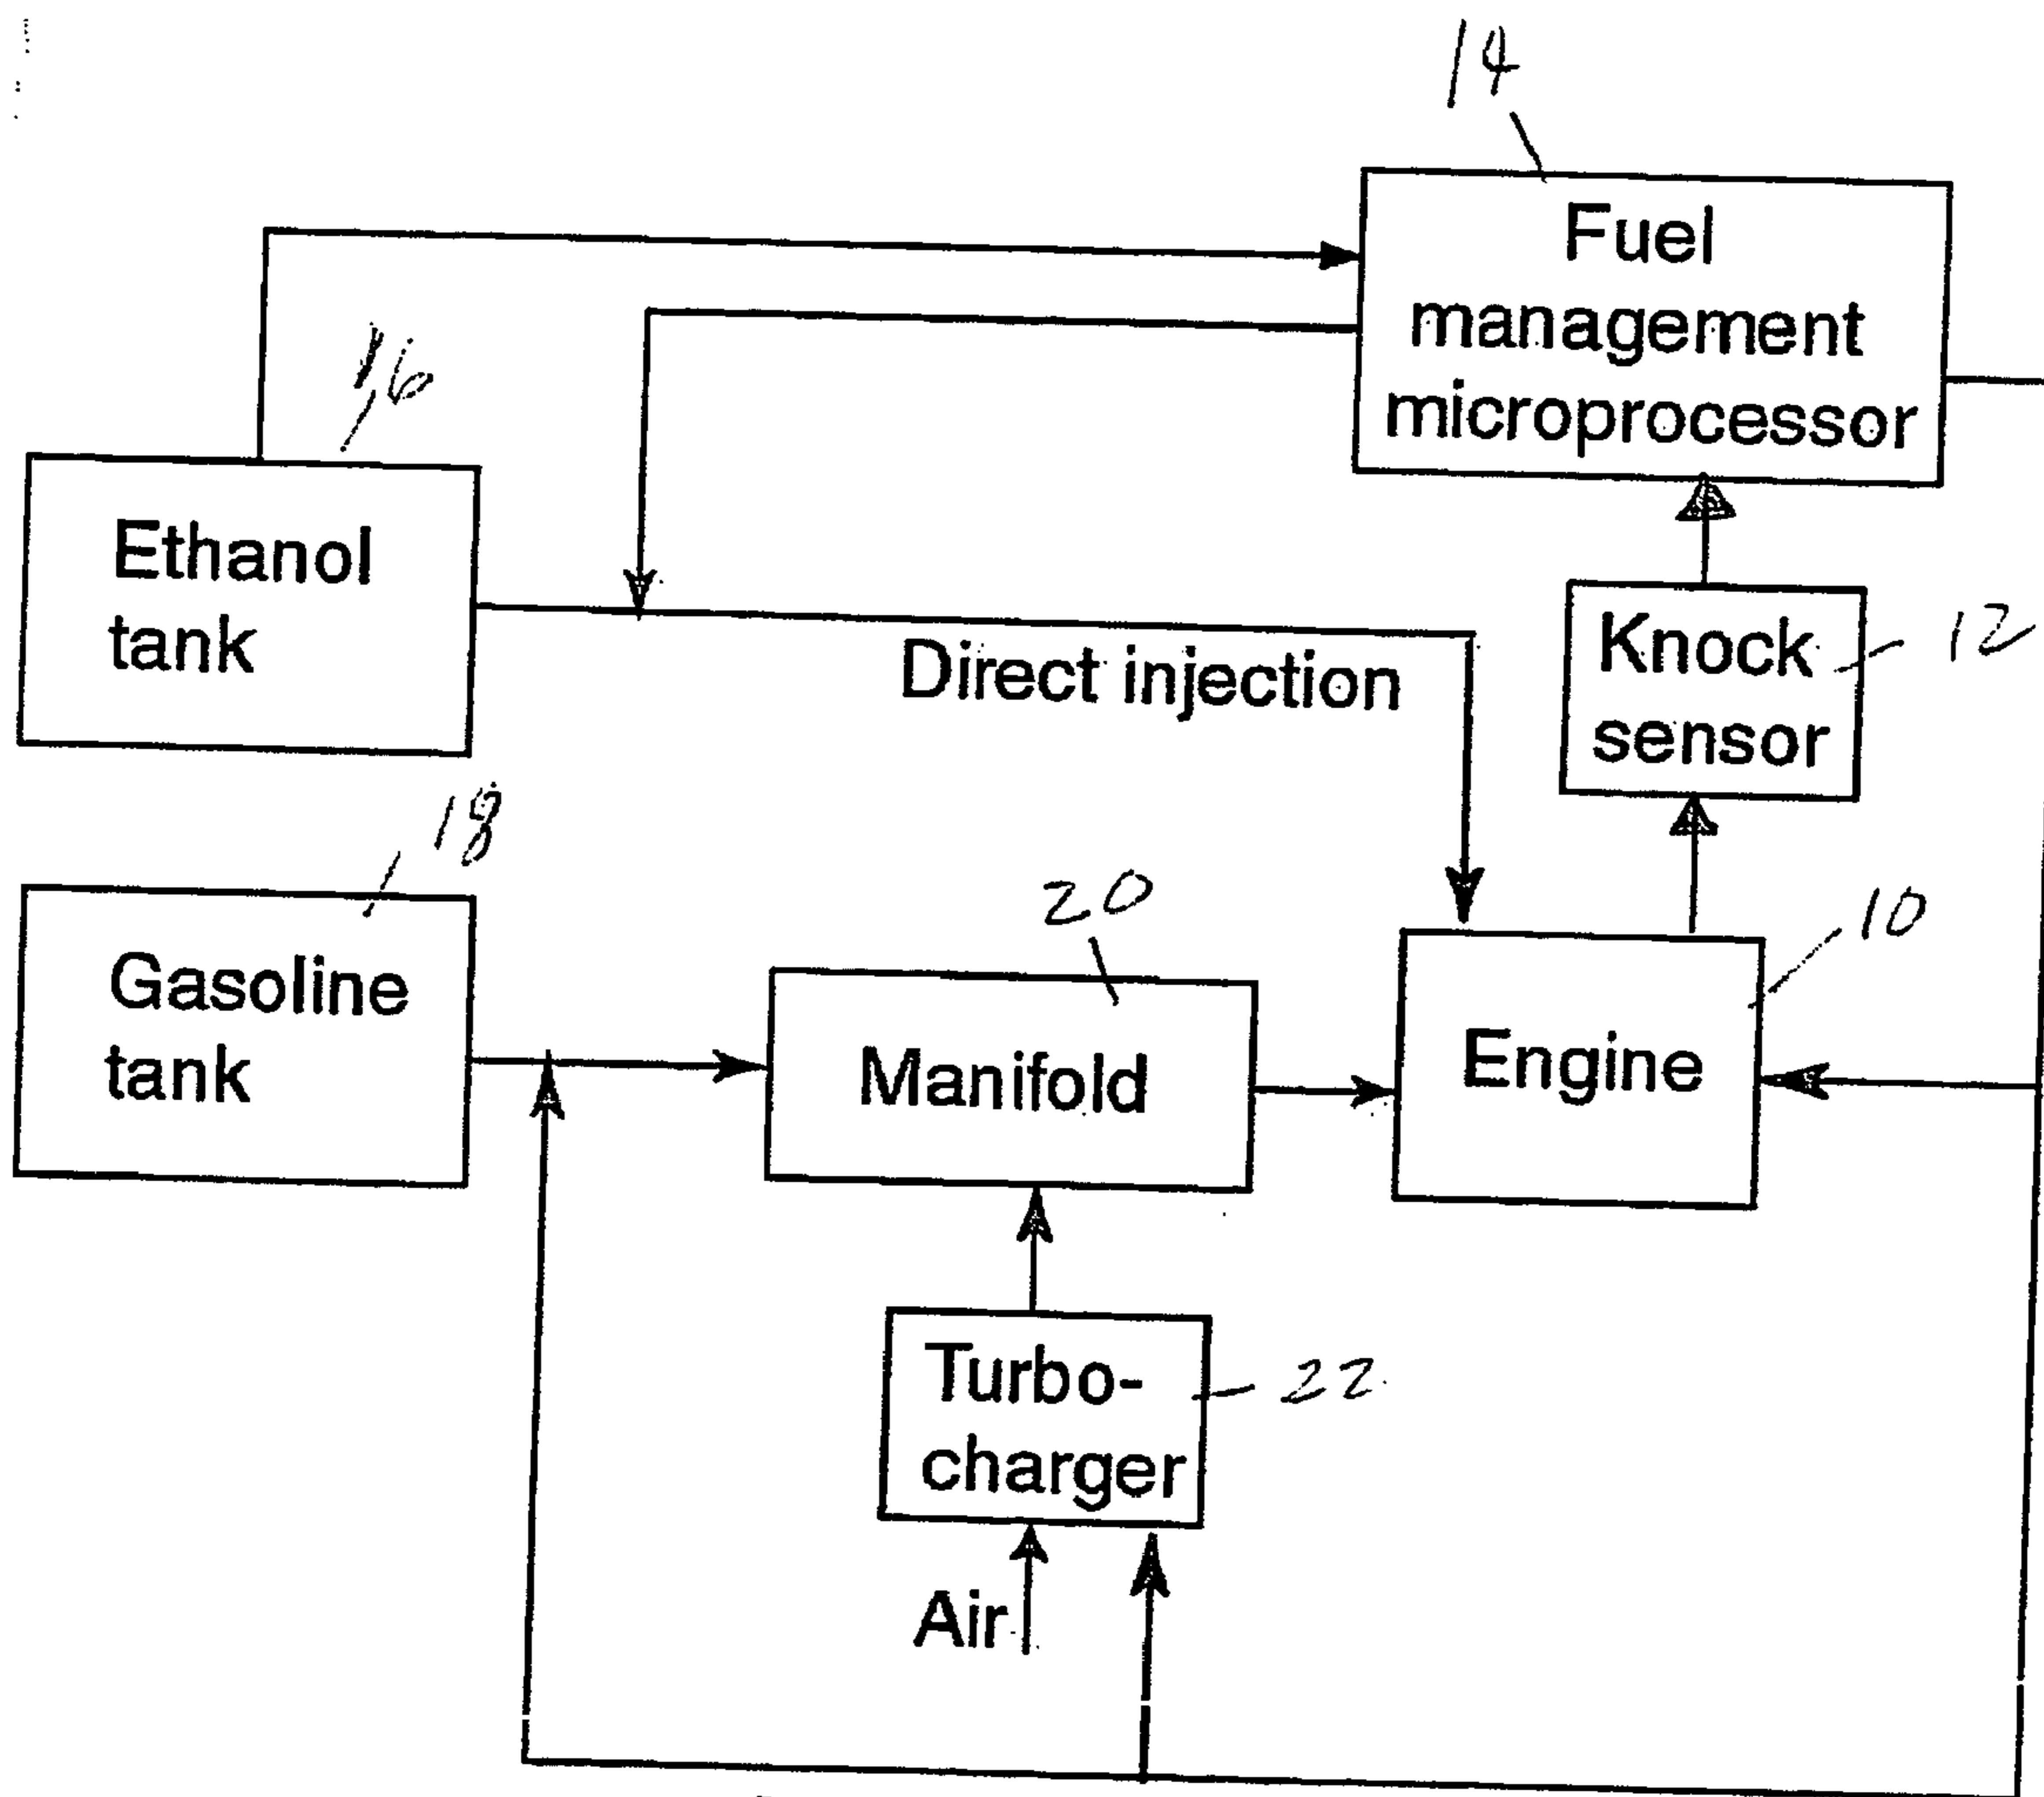 14
Fuel
management
microprocessor
16
Ethanol
tank
Direct injection
Knock
sensor
12
18
Gasoline
tank
20
Manifold
10
Engine
Turbo-
charger
22
Air